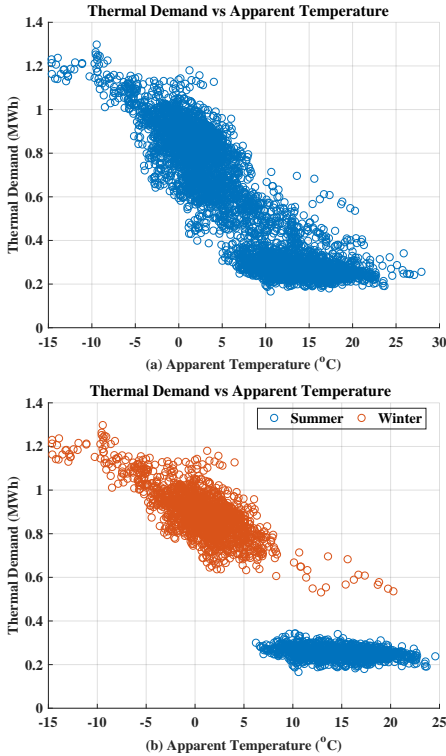 Thermal Demand vs Apparent Temperature
Thermal Demand (MWh)
1.4
1.2
1
0.8
0.6
0.4
0.2
0
-15 -10 -5 0 5 10 15 20 25 30
(a) Apparent Temperature (°C)
Thermal Demand vs Apparent Temperature
Summer Winter
Thermal Demand (MWh)
1.4
1.2
1
0.8
0.6
0.4
0.2
0
-15 -10 -5 0 5 10 15 20 25
(b) Apparent Temperature (°C)